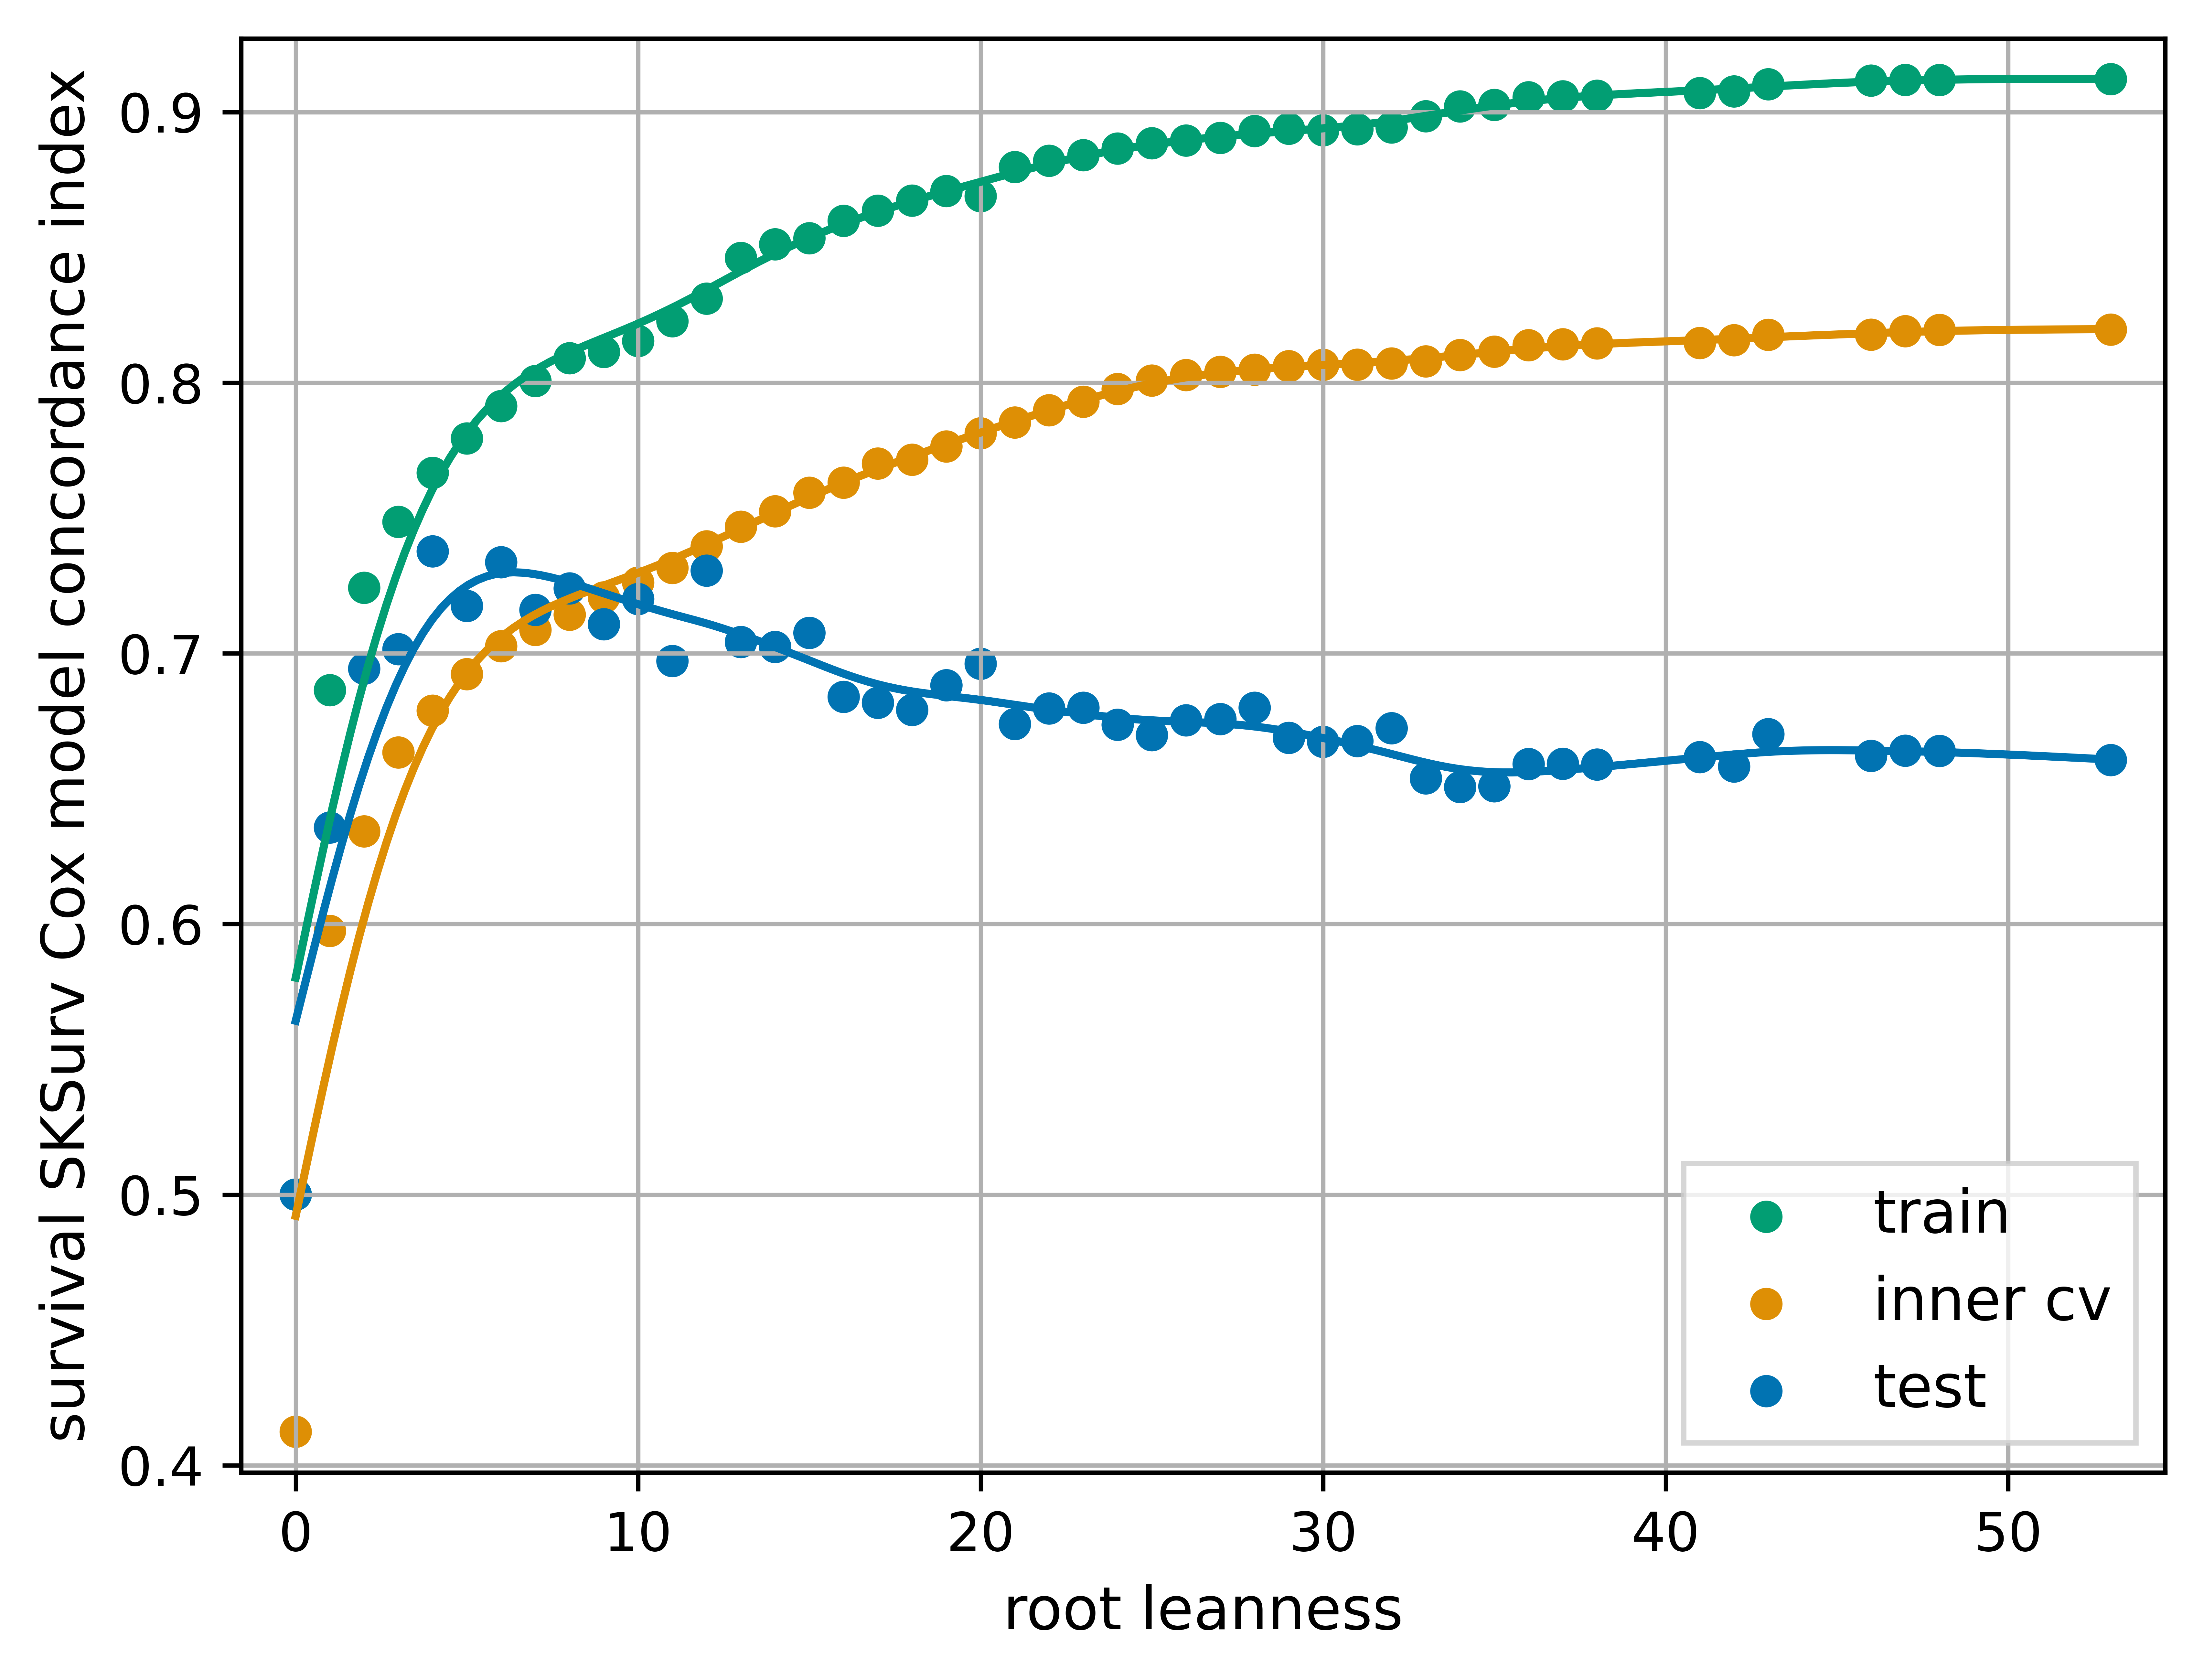 survival SKSurv Cox model concordance index
0.9
0.8
0.7
0.6
0.5
0.4
0 10 20 30 40 50
root leanness
train
inner cv
test